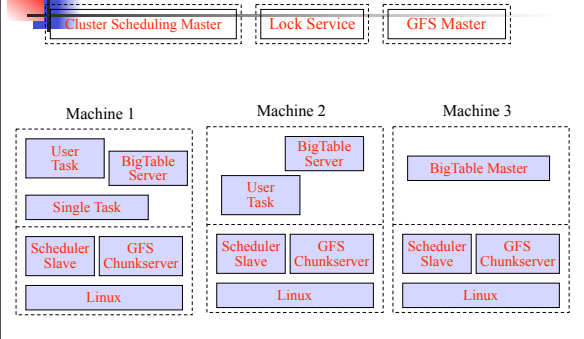 Cluster Scheduling Master Lock Service GFS Master
Machine 1 Machine 2 Machine 3
User
Task
BigTable
Server
Single Task
Scheduler
Slave
GFS
Chunkserver
Linux
BigTable
Server
User
Task
Scheduler
Slave
GFS
Chunkserver
Linux
BigTable Master
Scheduler
Slave
GFS
Chunkserver
Linux